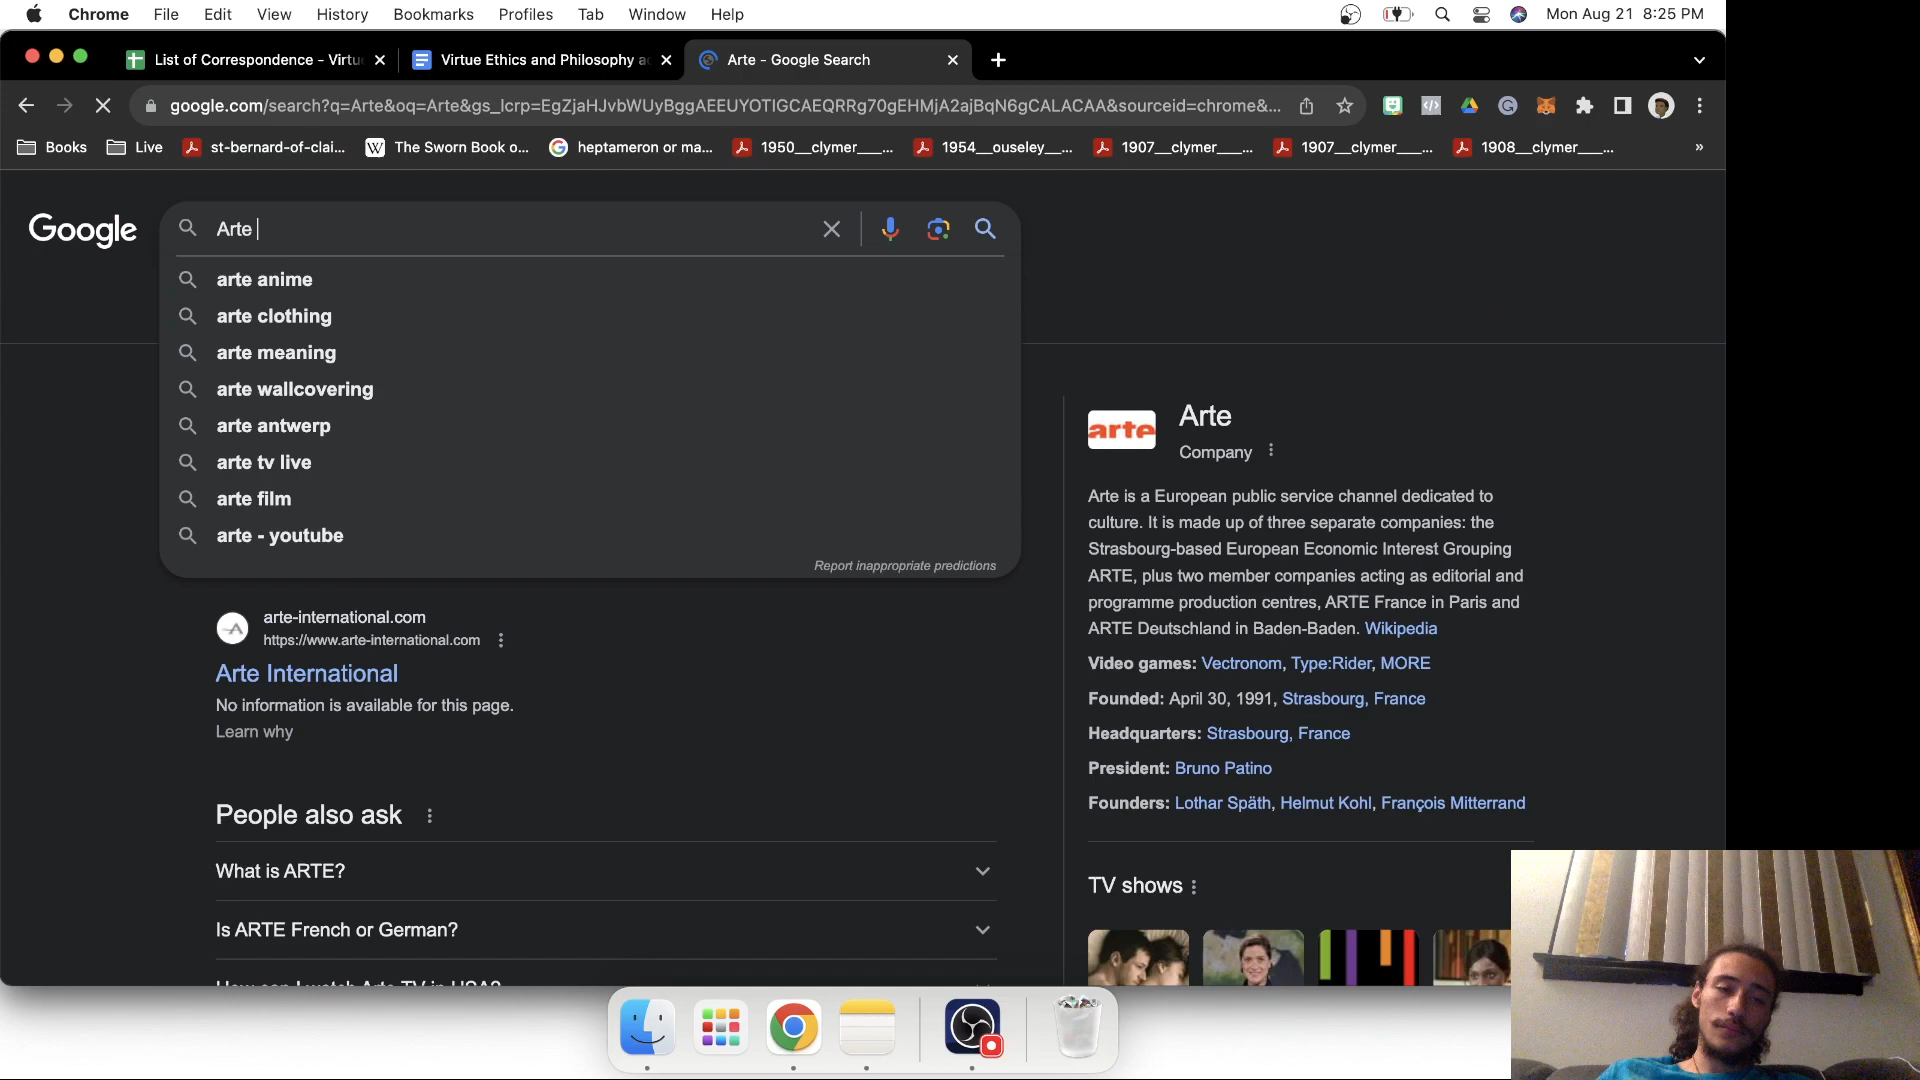 Chrome File Edit View History Bookmarks Profiles Tab Window Help Mon Aug 21 8:25 PM
List of Correspondence - Virtu Virtue Ethics and Philosophy a Arte - Google Search
google.com/search?q=Arte&oq=Arte&gs_lcrp=EgZjaHJvbWUyBggAEEUYOTIGCAEQRRg70gEHMjA2ajBqN6gCALACAA&sourceid=chrome&...
Books Live st-bernard-of-clai... The Sworn Book o... heptameron or ma... 1950__clymer___... 1954__ouseley__... 1907__clymer___... 1907__clymer___... 1908__clymer___... »
Google
Arte
arte anime
arte clothing
arte meaning
arte wallcovering
arte antwerp
arte tv live
arte film
arte - youtube
Report inappropriate predictions
arte-international.com
https://www.arte-international.com
Arte International
No information is available for this page.
Learn why
People also ask
What is ARTE?
Is ARTE French or German?
How can I watch Arte TV in USA?
arte
Arte
Company
Arte is a European public service channel dedicated to
culture. It is made up of three separate companies: the
Strasbourg-based European Economic Interest Grouping
ARTE, plus two member companies acting as editorial and
programme production centres, ARTE France in Paris and
ARTE Deutschland in Baden-Baden. Wikipedia
Video games: Vectronom, Type:Rider, MORE
Founded: April 30, 1991, Strasbourg, France
Headquarters: Strasbourg, France
President: Bruno Patino
Founders: Lothar Späth, Helmut Kohl, François Mitterrand
TV shows